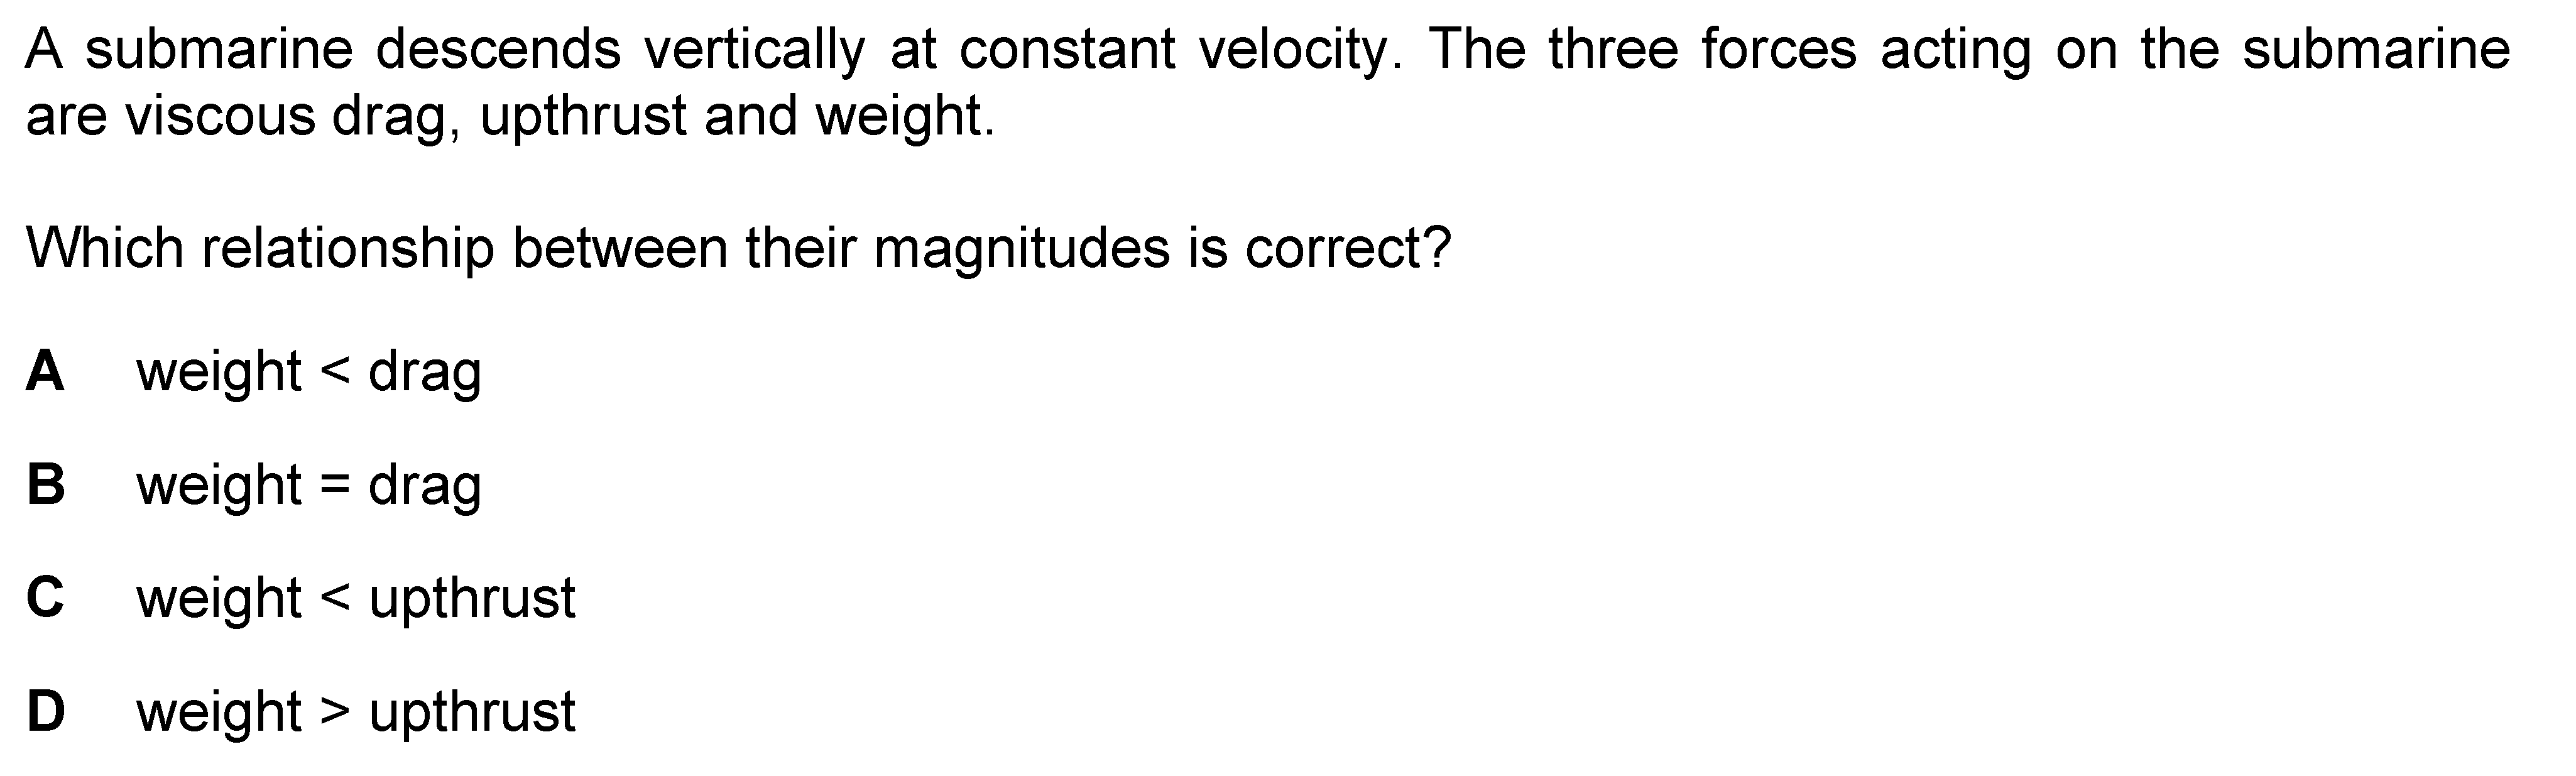 A submarine descends vertically at constant velocity. The three forces acting on the submarine
are viscous drag, upthrust and weight.
Which relationship between their magnitudes is correct?
A weight < drag
B weight = drag
C weight < upthrust
D weight > upthrust